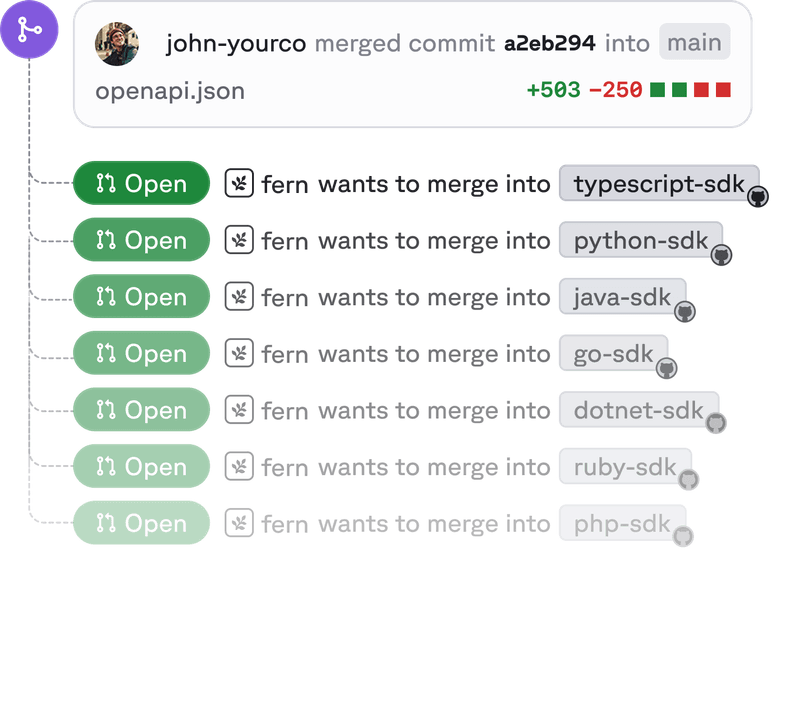 john-yourco merged commit a2eb294 into main
openapi.json +503 −250
Open fern wants to merge into typescript-sdk
Open fern wants to merge into python-sdk
Open fern wants to merge into java-sdk
Open fern wants to merge into go-sdk
Open fern wants to merge into dotnet-sdk
Open fern wants to merge into ruby-sdk
Open fern wants to merge into php-sdk